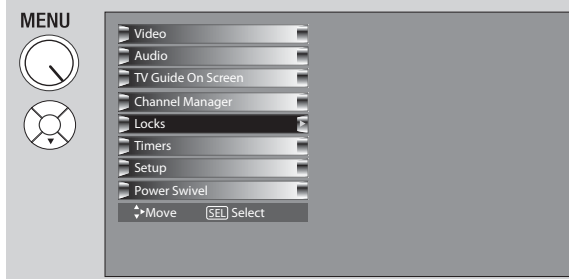 MENU
Video
Audio
TV Guide On Screen
Channel Manager
Locks
Timers
Setup
Power Swivel
Move SEL Select